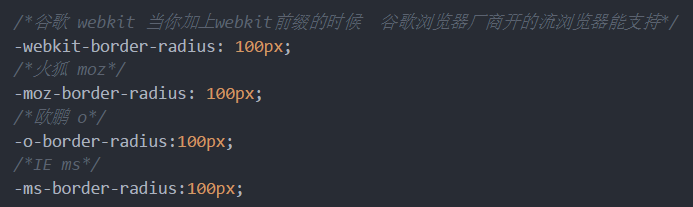 /*谷歌 webkit 当你加上webkit前缀的时候  谷歌浏览器厂商开的流浏览器能支持*/
-webkit-border-radius: 100px;
/*火狐 moz*/
-moz-border-radius: 100px;
/*欧鹏 o*/
-o-border-radius:100px;
/*IE ms*/
-ms-border-radius:100px;